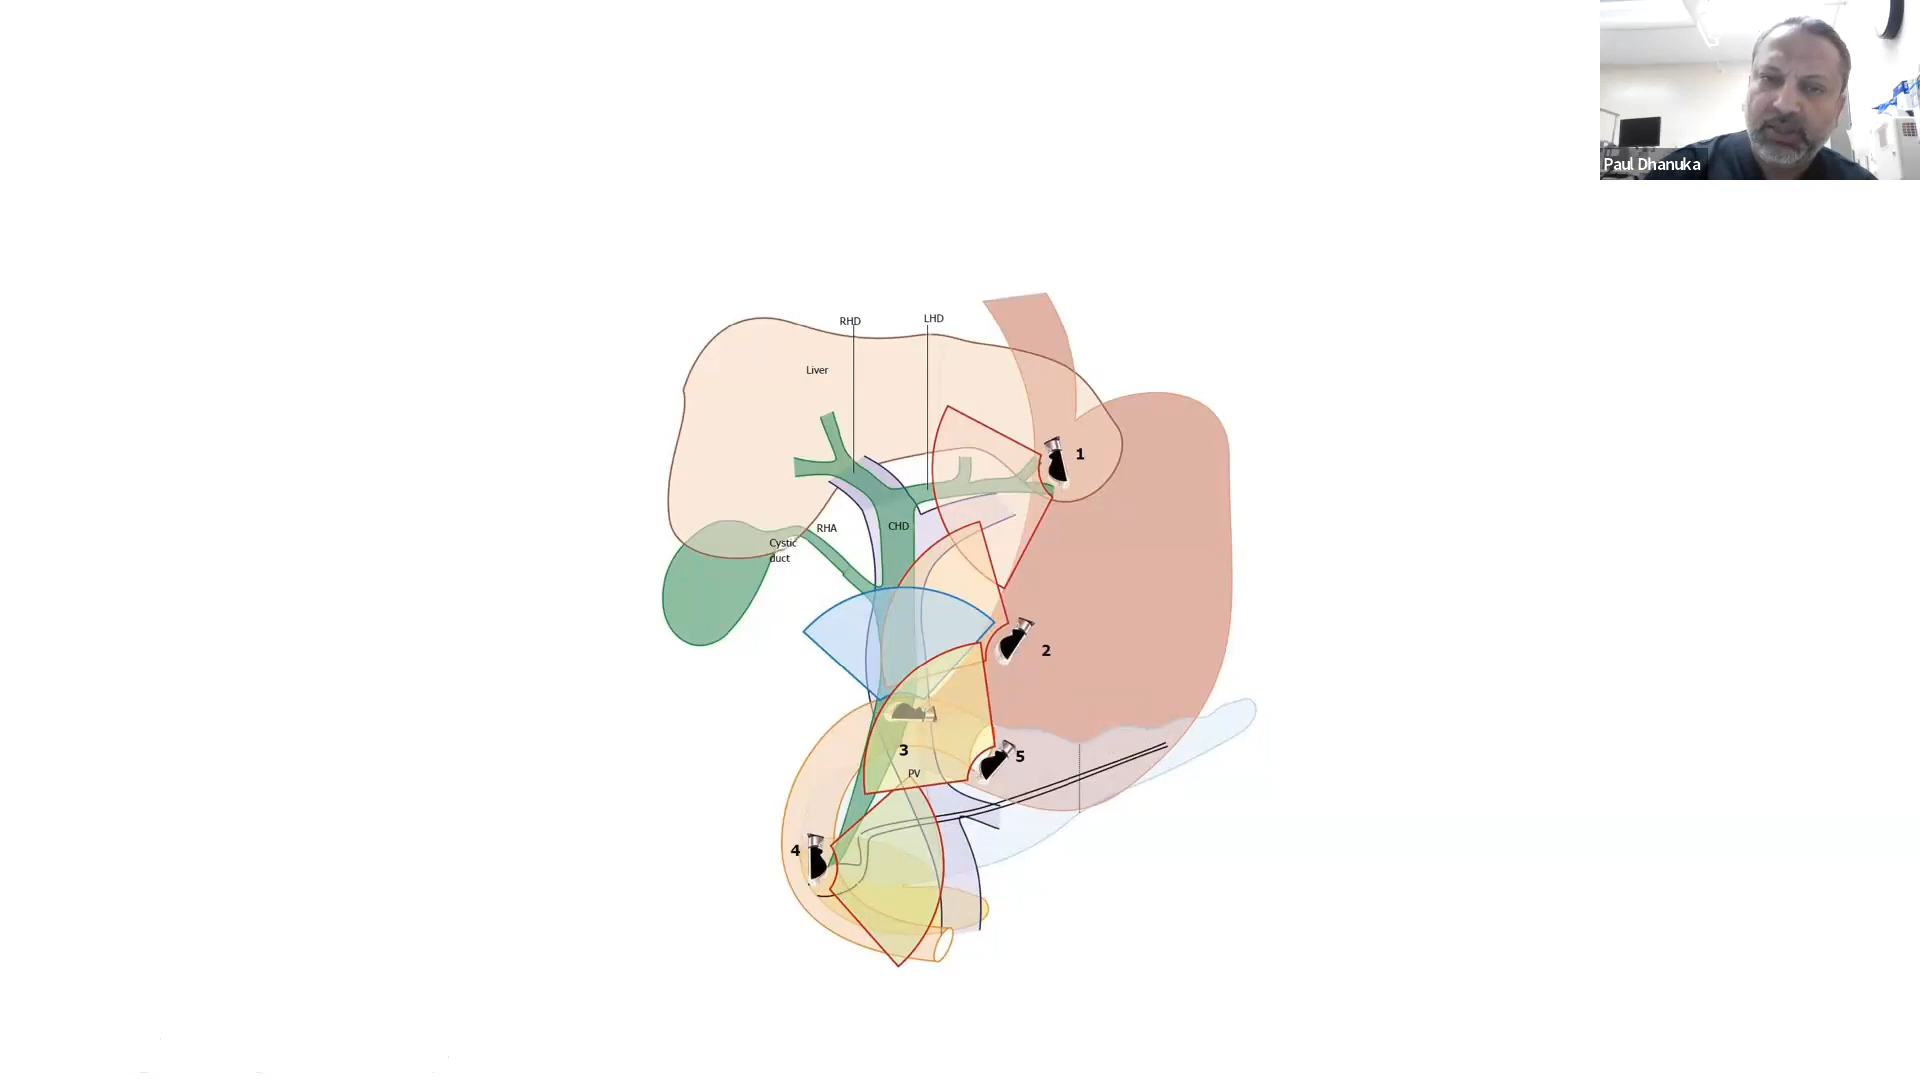 Paul Dhanuka
RHD
LHD
Liver
1
RHA
CHD
Cystic
duct
2
3
5
PV
4